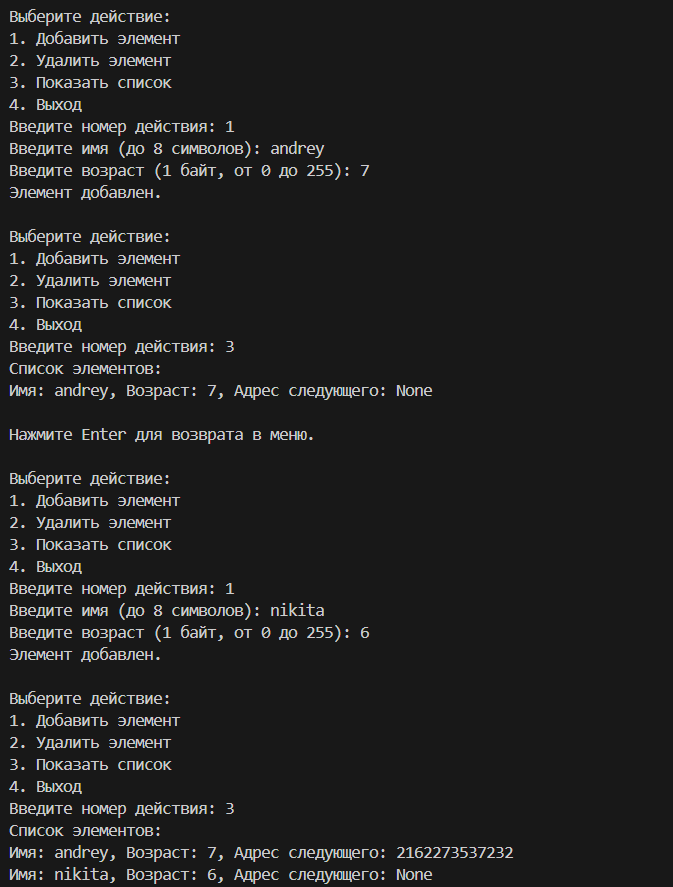 Выберите действие:
1. Добавить элемент
2. Удалить элемент
3. Показать список
4. Выход
Введите номер действия: 1
Введите имя (до 8 символов): andrey
Введите возраст (1 байт, от 0 до 255): 7
Элемент добавлен.
Выберите действие:
1. Добавить элемент
2. Удалить элемент
3. Показать список
4. Выход
Введите номер действия: 3
Список элементов:
Имя: andrey, Возраст: 7, Адрес следующего: None
Нажмите Enter для возврата в меню.
Выберите действие:
1. Добавить элемент
2. Удалить элемент
3. Показать список
4. Выход
Введите номер действия: 1
Введите имя (до 8 символов): nikita
Введите возраст (1 байт, от 0 до 255): 6
Элемент добавлен.
Выберите действие:
1. Добавить элемент
2. Удалить элемент
3. Показать список
4. Выход
Введите номер действия: 3
Список элементов:
Имя: andrey, Возраст: 7, Адрес следующего: 2162273537232
Имя: nikita, Возраст: 6, Адрес следующего: None